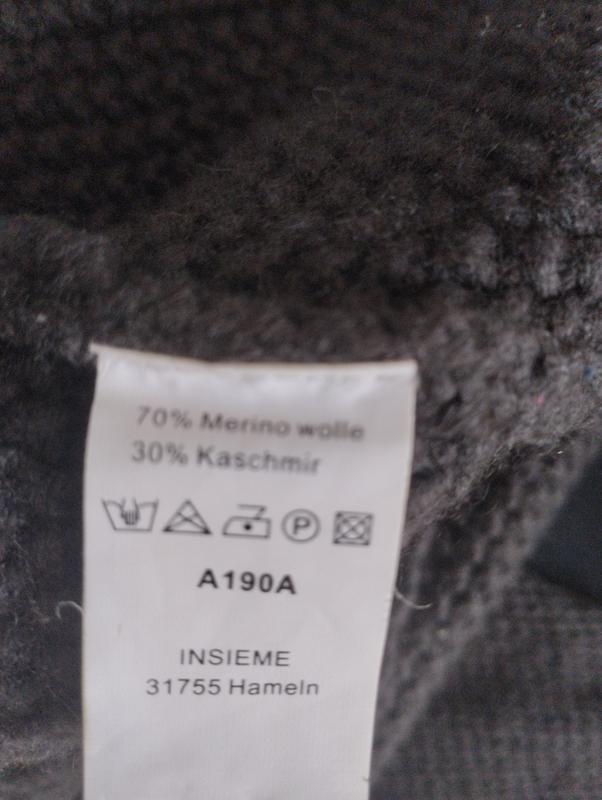 70% Merino wolle
30% Kaschmir
P
A190A
INSIEME
31755 Hameln